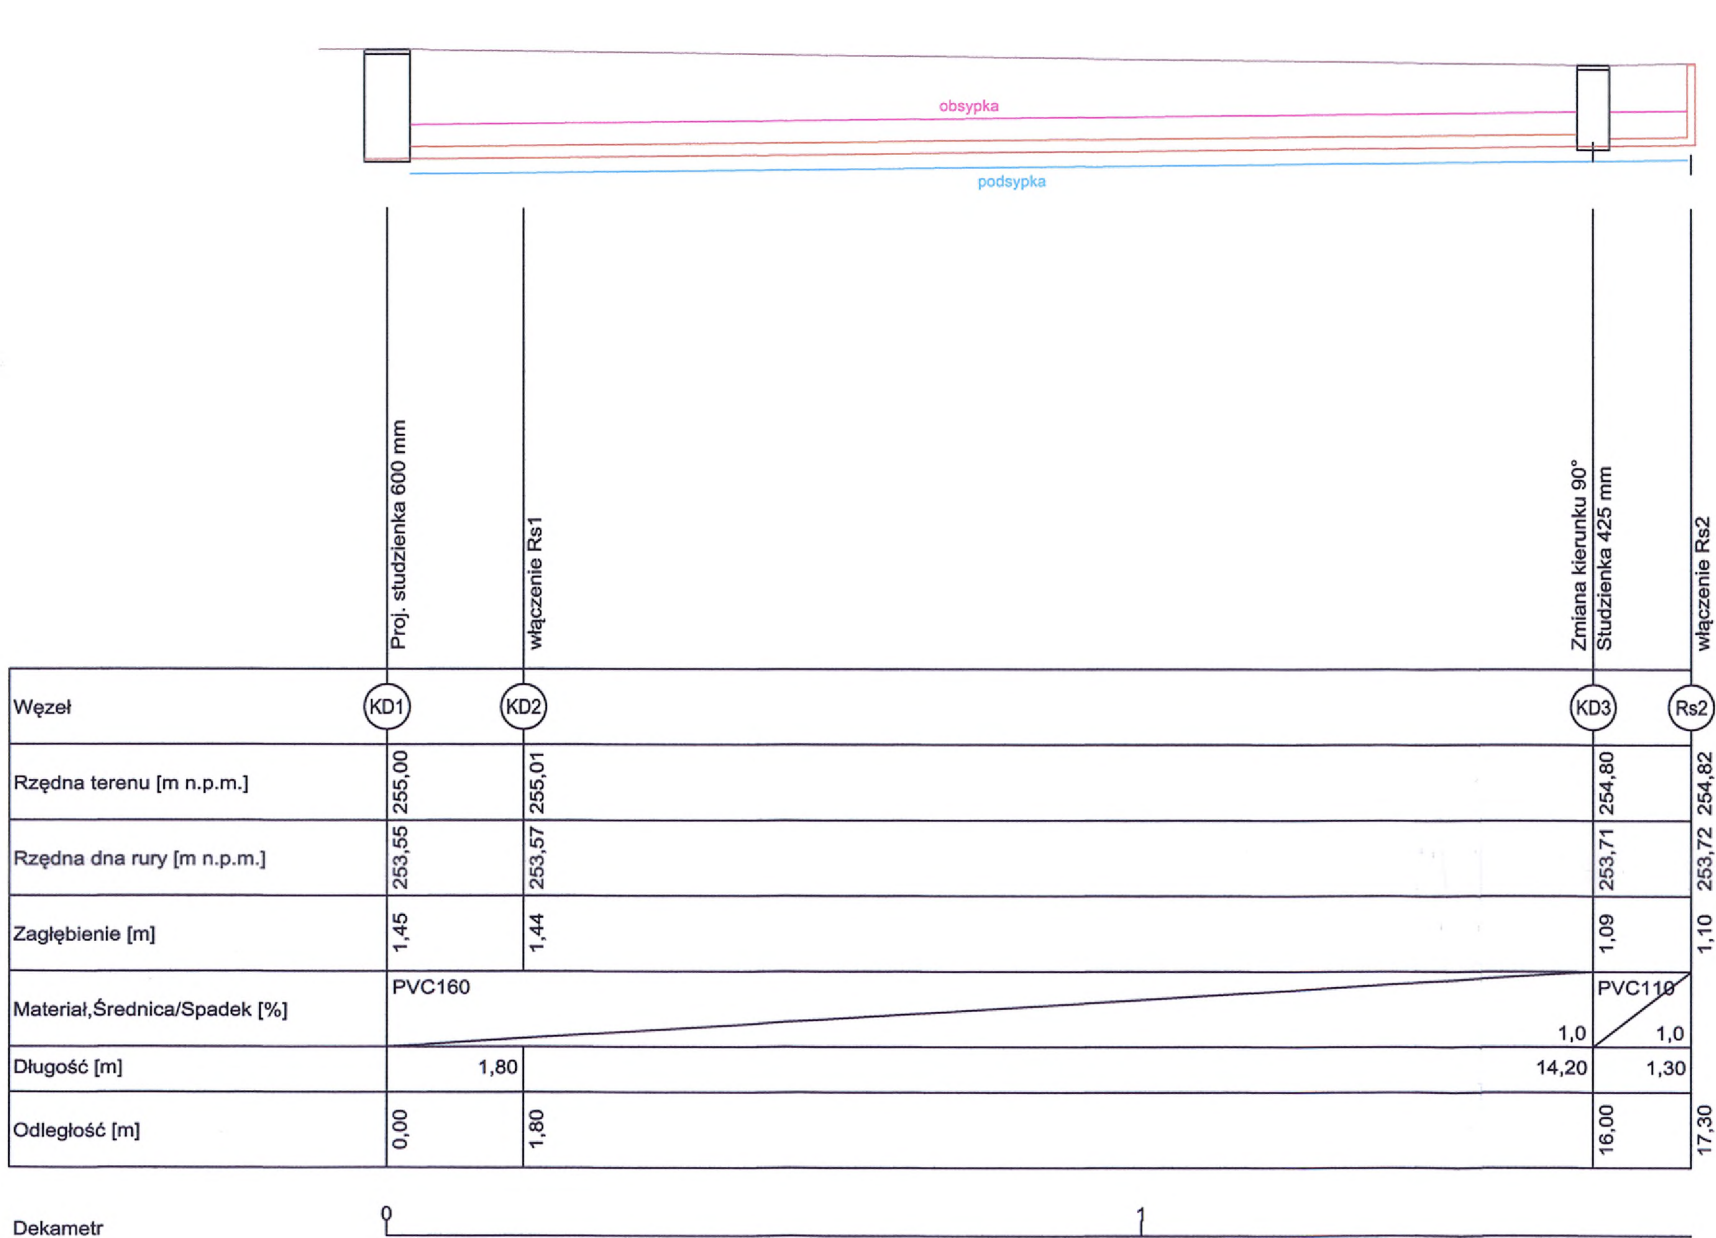 obsypka
podsypka
Proj. studzienka 600 mm
włączenie Rs1
Zmiana kierunku 90°
Studzienka 425 mm
włączenie Rs2
Węzeł KD1 KD2 KD3 Rs2
Rzędna terenu [m n.p.m.] 255,00 255,01 254,80 254,82
Rzędna dna rury [m n.p.m.] 253,55 253,57 253,71 253,72
Zagłębienie [m] 1,45 1,44 1,09 1,10
PVC160 PVC110
Materiał,Średnica/Spadek [%]
1,0 1,0
Długość [m] 1,80 14,20 1,30
Odległość [m] 0,00 1,80 16,00 17,30
Dekametr 0 1